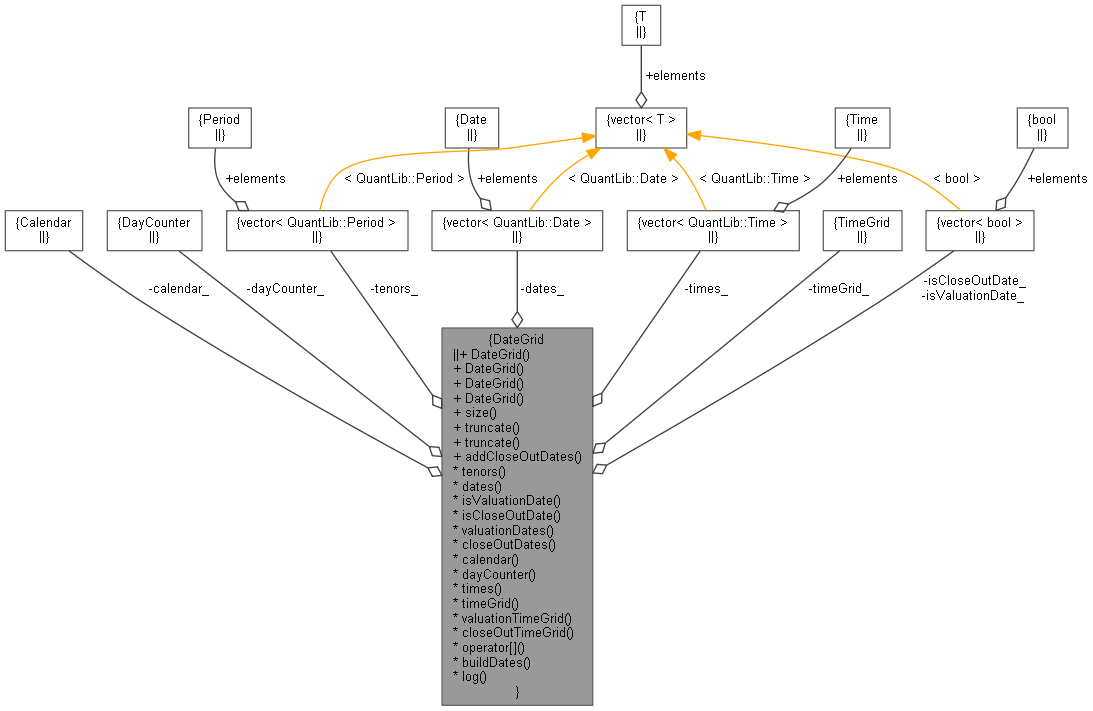 {T
||}
+elements
{Period
||}
{Date
||}
{vector< T >
||}
{Time
||}
{bool
||}
+elements
< QuantLib::Period >
+elements
< QuantLib::Date >
< QuantLib::Time >
+elements
< bool >
+elements
{Calendar
||}
{DayCounter
||}
{vector< QuantLib::Period >
||}
{vector< QuantLib::Date >
||}
{vector< QuantLib::Time >
||}
{TimeGrid
||}
{vector< bool >
||}
-calendar_
-dayCounter_
-tenors_
-dates_
-times_
-timeGrid_
-isCloseOutDate_
-isValuationDate_
{DateGrid
||+ DateGrid()
+ DateGrid()
+ DateGrid()
+ DateGrid()
+ size()
+ truncate()
+ truncate()
+ addCloseOutDates()
* tenors()
* dates()
* isValuationDate()
* isCloseOutDate()
* valuationDates()
* closeOutDates()
* calendar()
* dayCounter()
* times()
* timeGrid()
* valuationTimeGrid()
* closeOutTimeGrid()
* operator[]()
* buildDates()
* log()
}